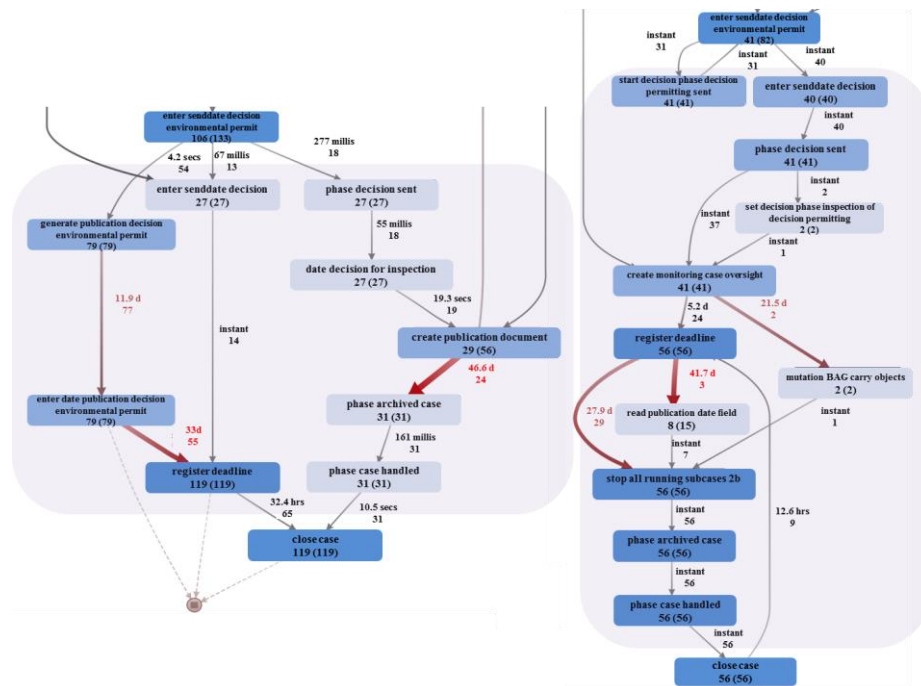 enter senddate decision
environmental permit
106 (133)
4.2 secs
54
67 millis
13
277 millis
18
enter senddate decision
27 (27)
phase decision sent
27 (27)
generate publication decision
environmental permit
79 (79)
55 millis
18
date decision for inspection
27 (27)
11.9 d
77
19.3 secs
19
instant
14
create publication document
29 (56)
46.6 d
24
enter date publication decision
environmental permit
79 (79)
phase archived case
31 (31)
33d
55
161 millis
31
register deadline
119 (119)
phase case handled
31 (31)
32.4 hrs
65
10.5 secs
31
close case
119 (119)
enter senddate decision
environmental permit
41 (82)
instant
31
instant
31
instant
40
start decision phase decision
permitting sent
41 (41)
enter senddate decision
40 (40)
instant
40
phase decision sent
41 (41)
instant
2
instant
37
set decision phase inspection of
decision permitting
2 (2)
instant
1
create monitoring case oversight
41 (41)
5.2 d
24
21.5 d
2
register deadline
56 (56)
41.7 d
3
mutation BAG carry objects
2 (2)
27.9 d
29
read publication date field
8 (15)
instant
7
instant
1
stop all running subcases 2b
56 (56)
12.6 hrs
9
instant
56
phase archived case
56 (56)
instant
56
phase case handled
56 (56)
instant
56
close case
56 (56)